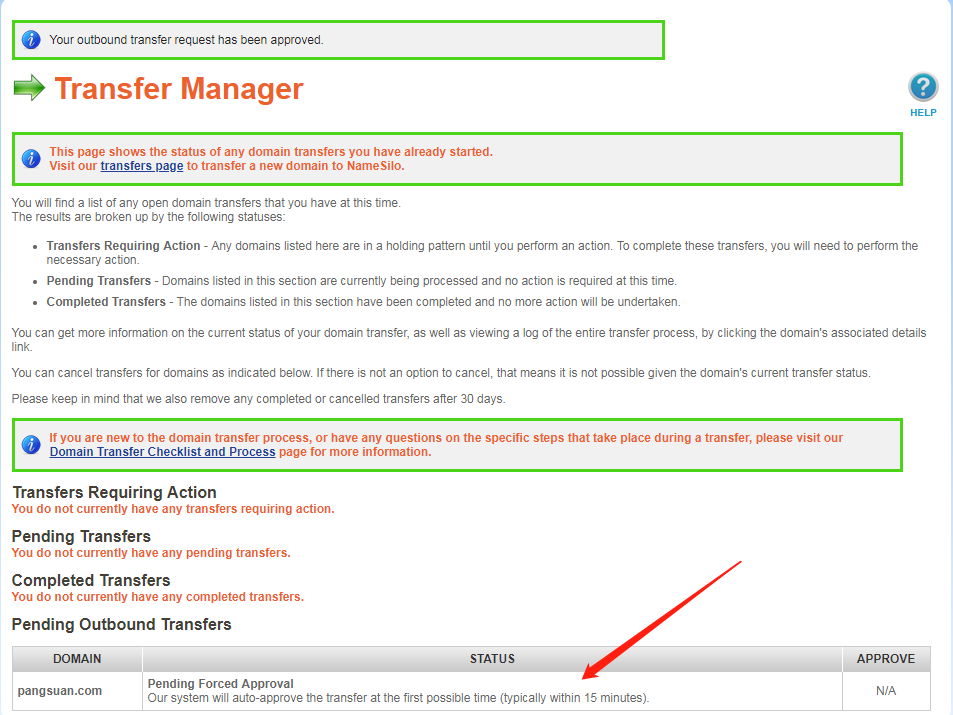 Your outbound transfer request has been approved.
Transfer Manager
HELP
This page shows the status of any domain transfers you have already started.
Visit our transfers page to transfer a new domain to NameSilo.
You will find a list of any open domain transfers that you have at this time.
The results are broken up by the following statuses:
• Transfers Requiring Action - Any domains listed here are in a holding pattern until you perform an action. To complete these transfers, you will need to perform the
necessary action.
• Pending Transfers - Domains listed in this section are currently being processed and no action is required at this time.
• Completed Transfers - The domains listed in this section have been completed and no more action will be undertaken.
You can get more information on the current status of your domain transfer, as well as viewing a log of the entire transfer process, by clicking the domain's associated details
link.
You can cancel transfers for domains as indicated below. If there is not an option to cancel, that means it is not possible given the domain's current transfer status.
Please keep in mind that we also remove any completed or cancelled transfers after 30 days.
If you are new to the domain transfer process, or have any questions on the specific steps that take place during a transfer, please visit our
Domain Transfer Checklist and Process page for more information.
Transfers Requiring Action
You do not currently have any transfers requiring action.
Pending Transfers
You do not currently have any pending transfers.
Completed Transfers
You do not currently have any completed transfers.
Pending Outbound Transfers
DOMAIN STATUS APPROVE
pangsuan.com
Pending Forced Approval
Our system will auto-approve the transfer at the first possible time (typically within 15 minutes).
N/A